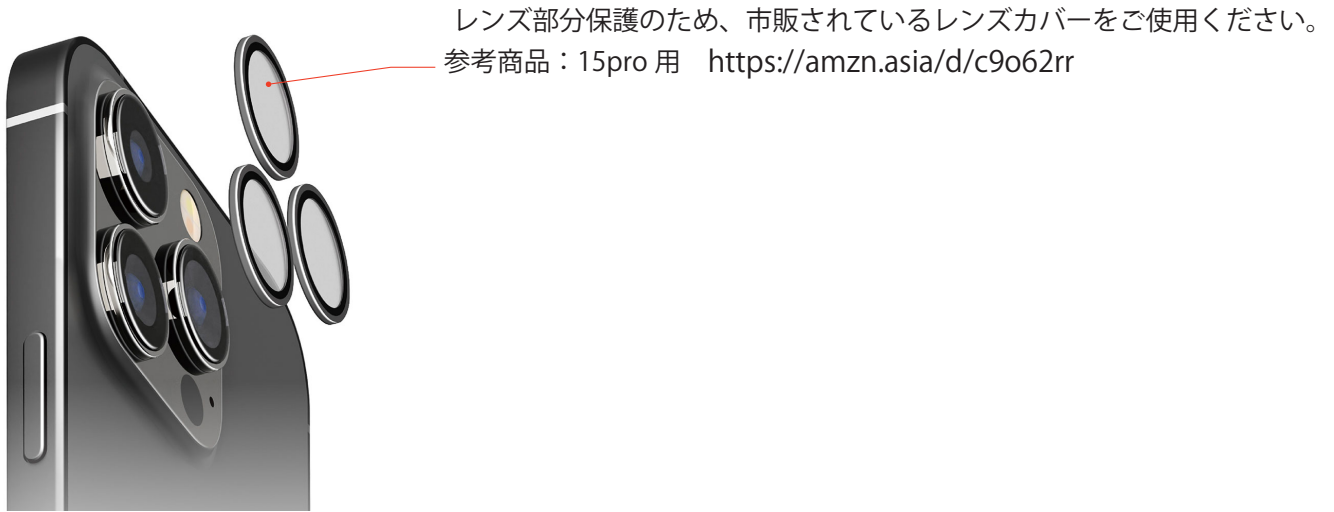 レンズ部分保護のため、市販されているレンズカバーをご使用ください。
参考商品：15pro 用　https://amzn.asia/d/c9o62rr